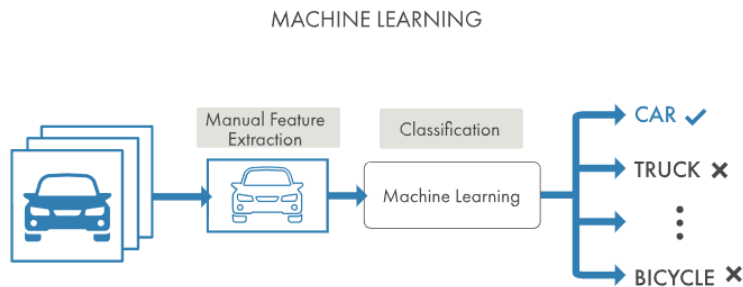 MACHINE LEARNING
Manual Feature
Extraction
Classification
Machine Learning
CAR
TRUCK
BICYCLE